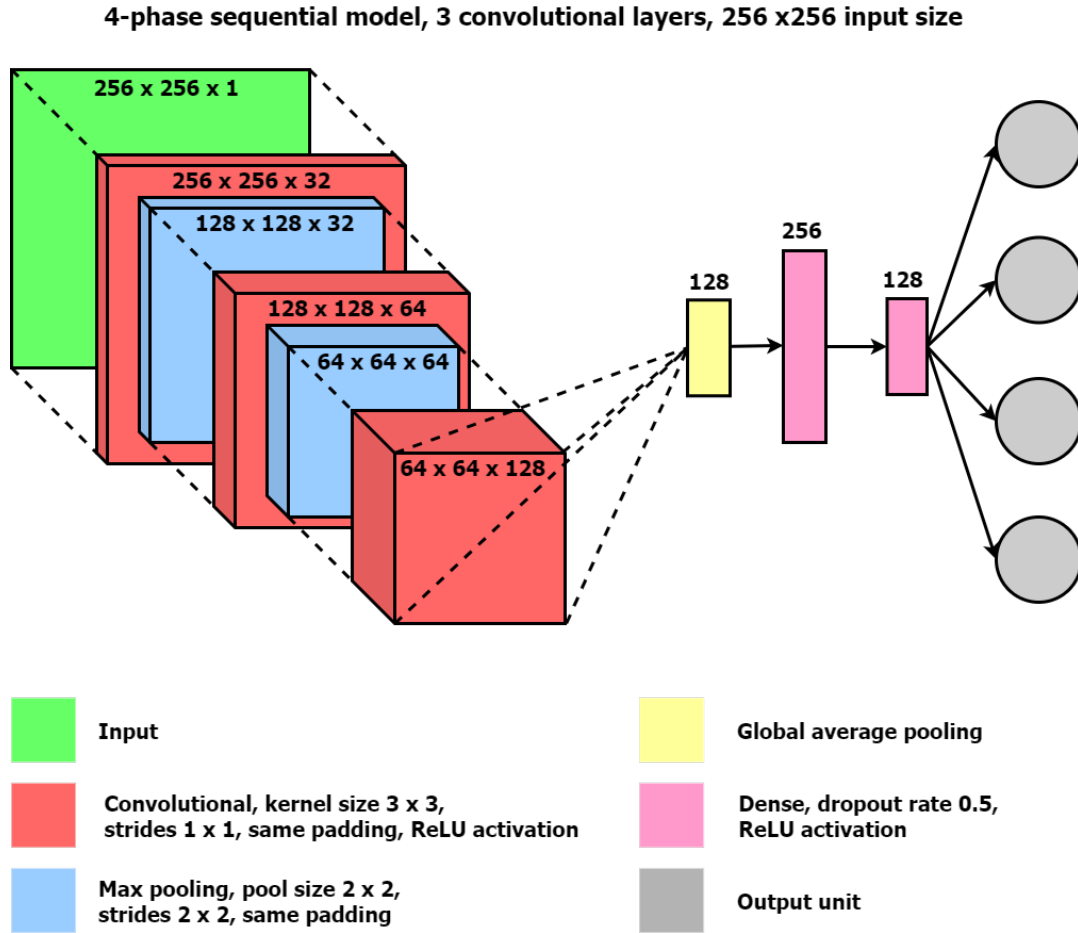 4-phase sequential model, 3 convolutional layers, 256 x256 input size
256 x 256 x 1
256 x 256 x 32
128 x 128 x 32
128 x 128 x 64
64 x 64 x 64
64 x 64 x 128
128
256
128
Input
Convolutional, kernel size 3 x 3,
strides 1 x 1, same padding, ReLU activation
Max pooling, pool size 2 x 2,
strides 2 x 2, same padding
Global average pooling
Dense, dropout rate 0.5,
ReLU activation
Output unit